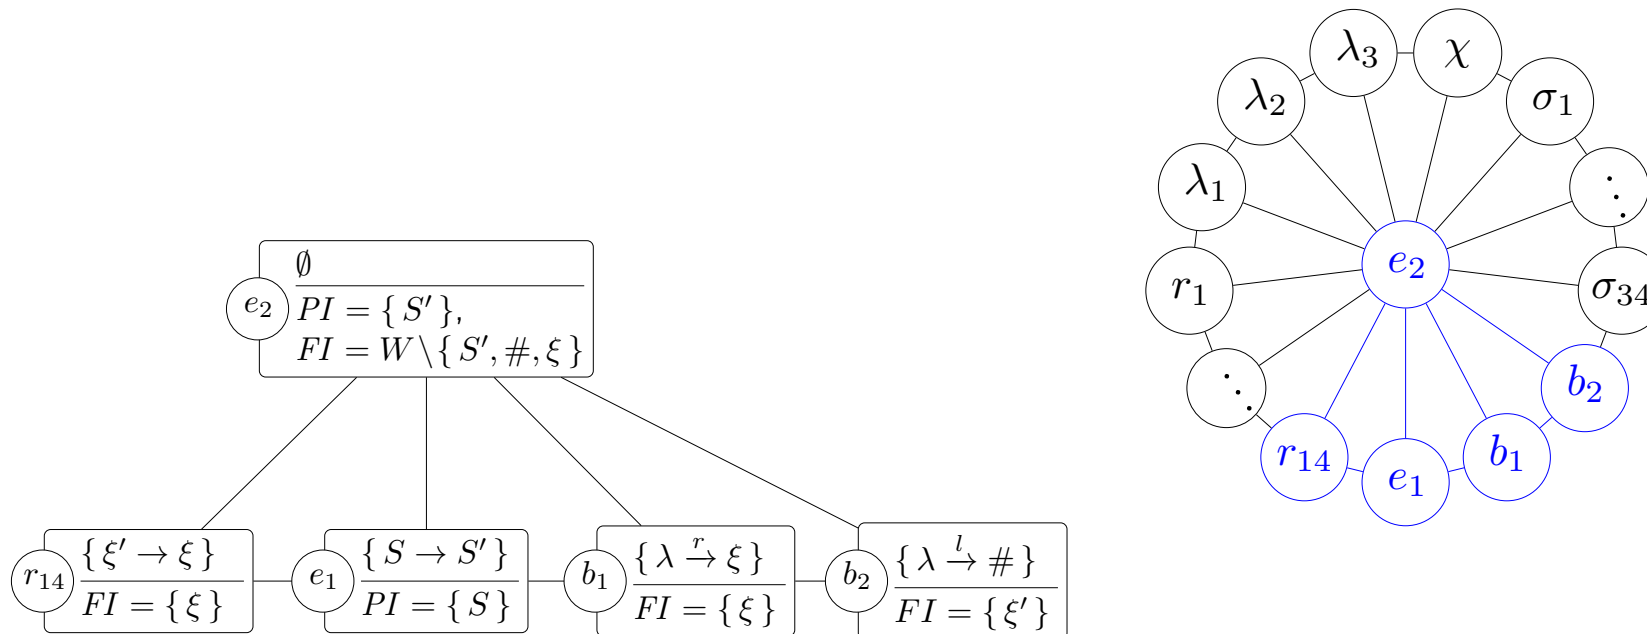 ∅
e₂
PI = { S′ },
FI = W \ { S′, #, ξ }
r₁₄
{ ξ′ → ξ }
FI = { ξ }
e₁
{ S → S′ }
PI = { S }
b₁
{ λ →ʳ ξ }
FI = { ξ }
b₂
{ λ →ˡ # }
FI = { ξ′ }
λ₃
χ
λ₂
σ₁
λ₁
⋱
e₂
r₁
σ₃₄
⋱
b₂
r₁₄
b₁
e₁